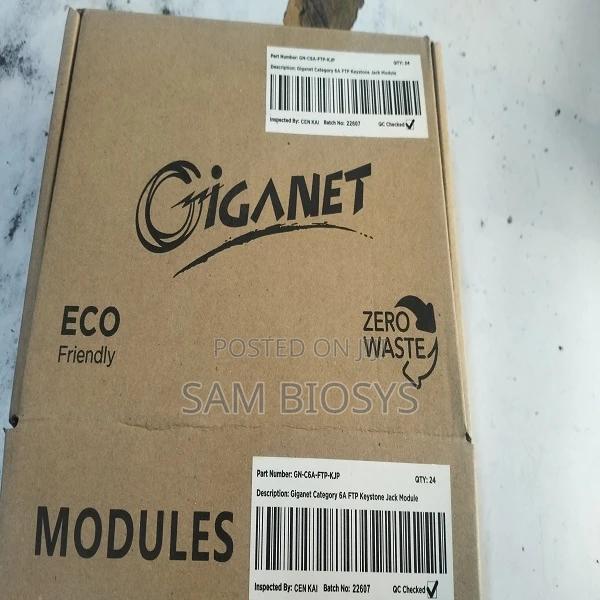 Part Number: GN-C6A-FTP-KJP QTY: 24
Description: Giganet Category 6A FTP Keystone Jack Module
Inspected By: CEN KAI Batch No: 22607 QC Checked
GIGANET
ECO
Friendly
ZERO
WASTE
POSTED ON
SAM BIOSYS
MODULES
Part Number: GN-C6A-FTP-KJP QTY: 24
Description: Giganet Category 6A FTP Keystone Jack Module
Inspected By: CEN KAI Batch No: 22607 QC Checked